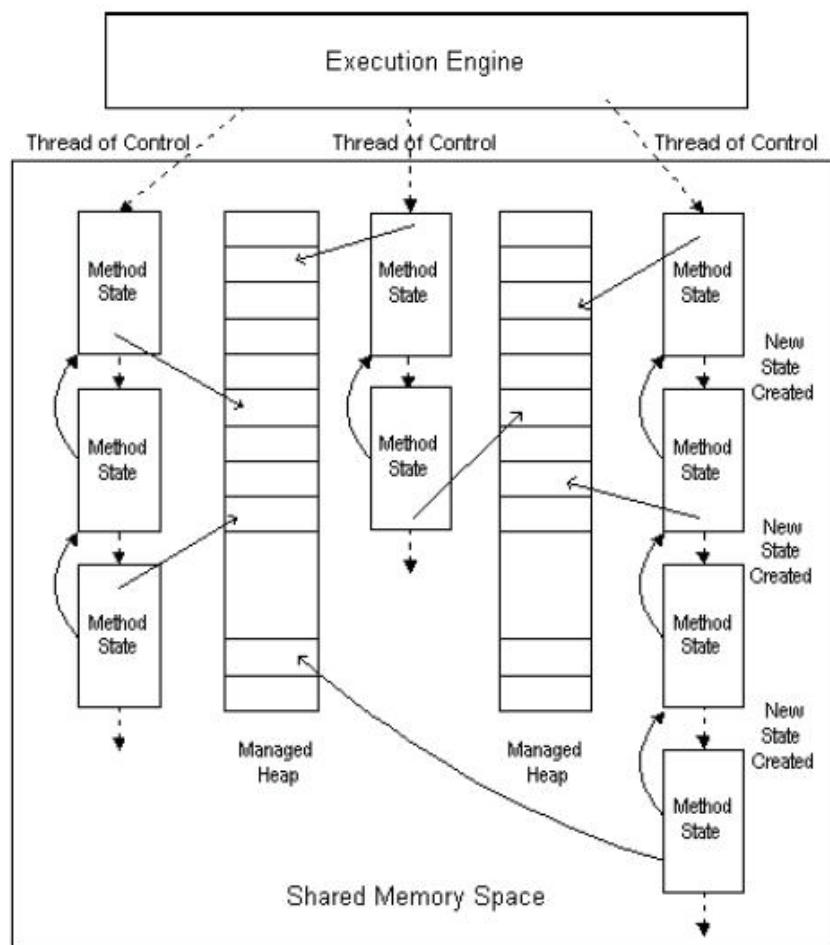 Execution Engine
Thread of Control
Thread of Control
Thread of Control
Method
State
Method
State
Method
State
New
State
Created
Method
State
Method
State
Method
State
New
State
Created
Method
State
Method
State
New
State
Created
Managed
Heap
Managed
Heap
Method
State
Shared Memory Space